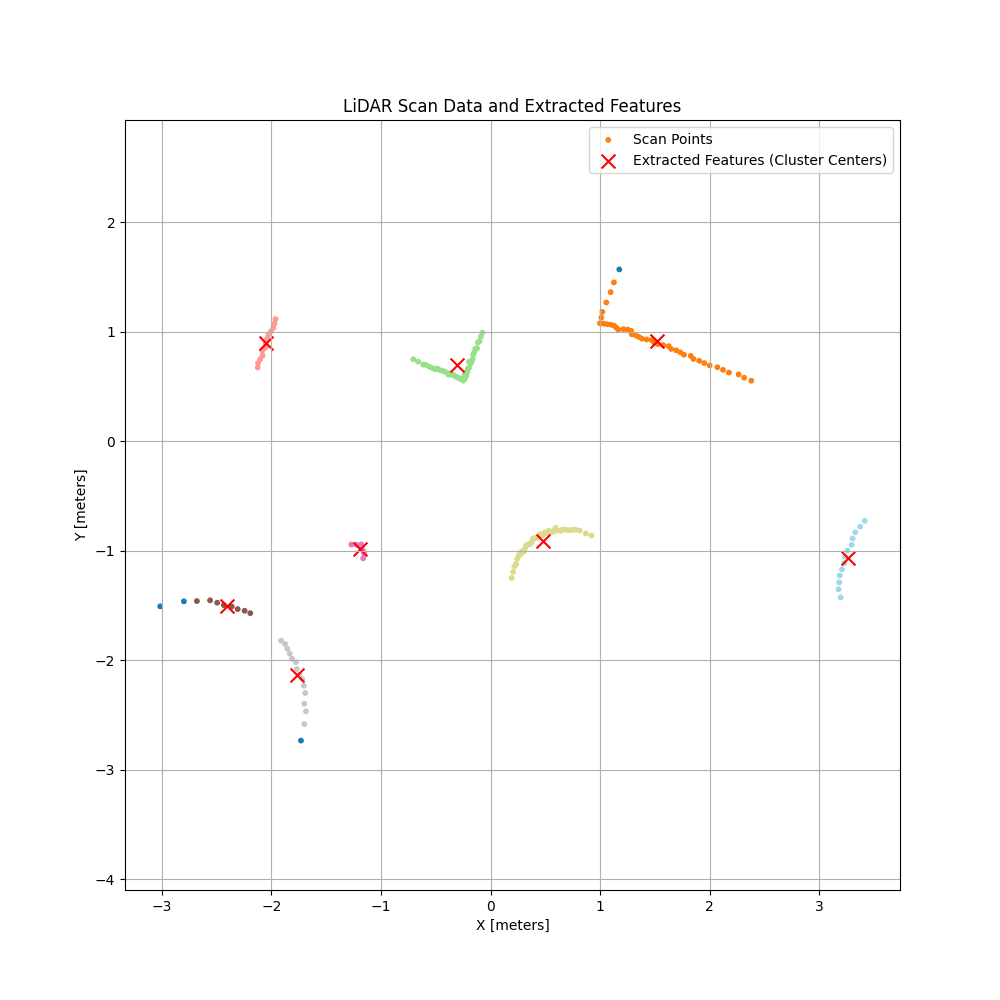 LiDAR Scan Data and Extracted Features
Scan Points
Extracted Features (Cluster Centers)
2
1
0
−1
−2
−3
−4
Y [meters]
−3
−2
−1
0
1
2
3
X [meters]